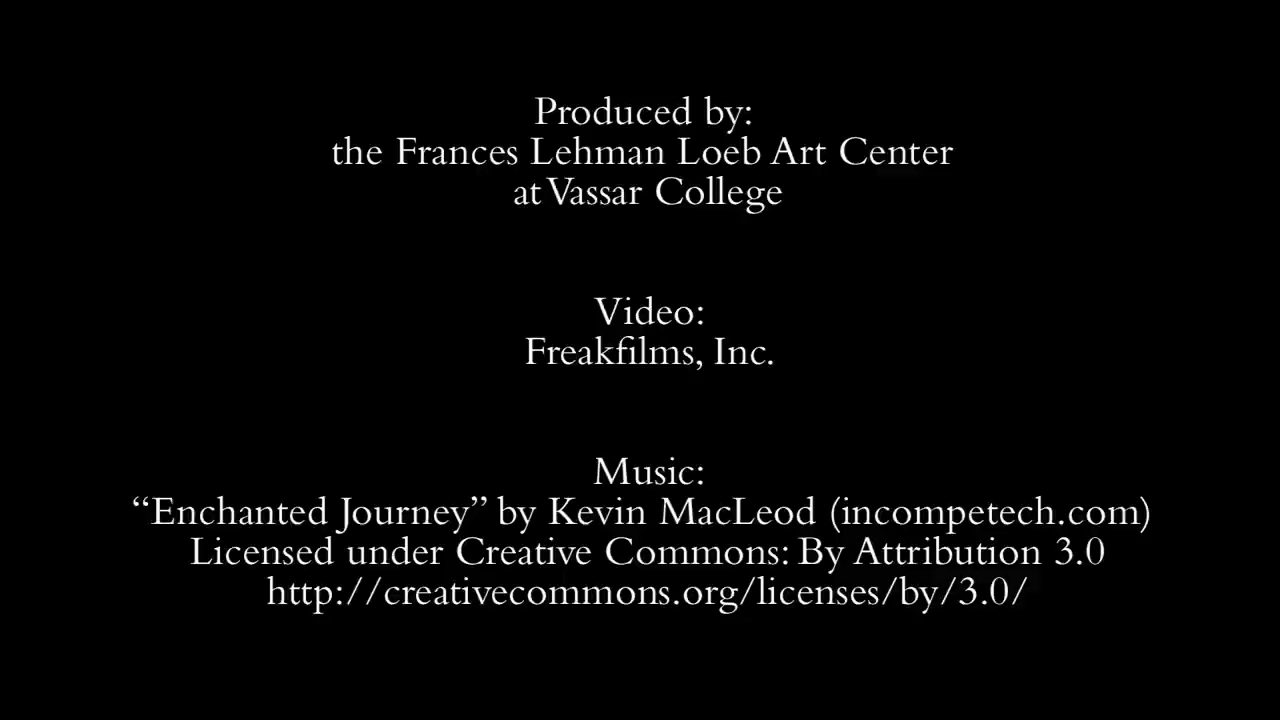 Produced by:
the Frances Lehman Loeb Art Center
at Vassar College
Video:
Freakfilms, Inc.
Music:
“Enchanted Journey” by Kevin MacLeod (incompetech.com)
Licensed under Creative Commons: By Attribution 3.0
http://creativecommons.org/licenses/by/3.0/